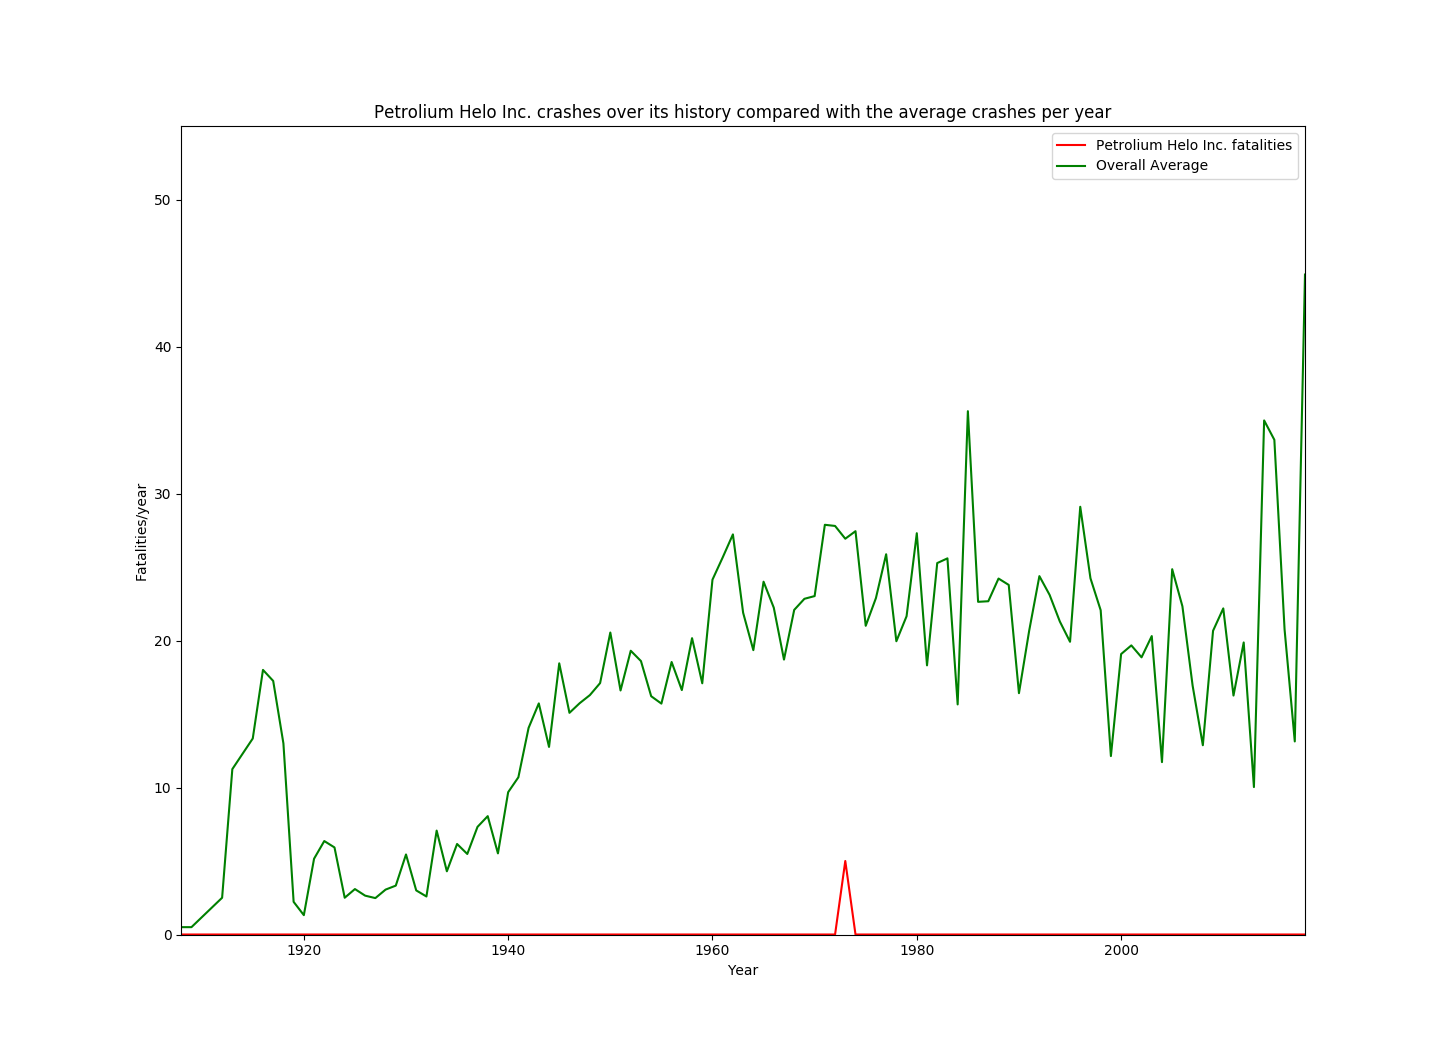 Petrolium Helo Inc. crashes over its history compared with the average crashes per year
Petrolium Helo Inc. fatalities
Overall Average
50
40
30
20
10
0
Fatalities/year
1920 1940 1960 1980 2000
Year